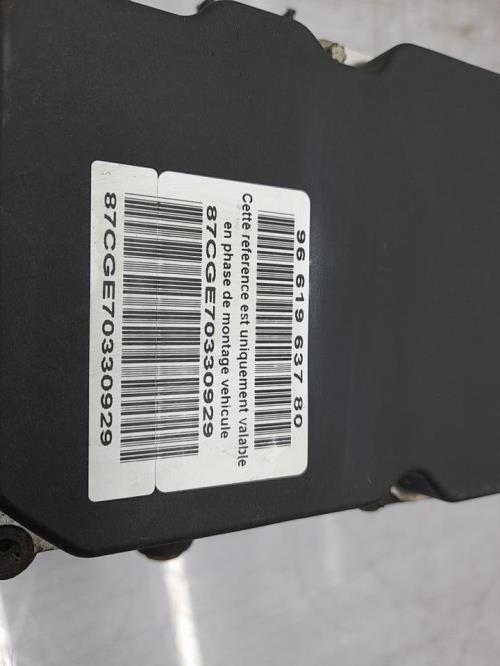 96 619 637 80
Cette reference est uniquement valable
en phase de montage vehicule
87CGE70330929
87CGE70330929